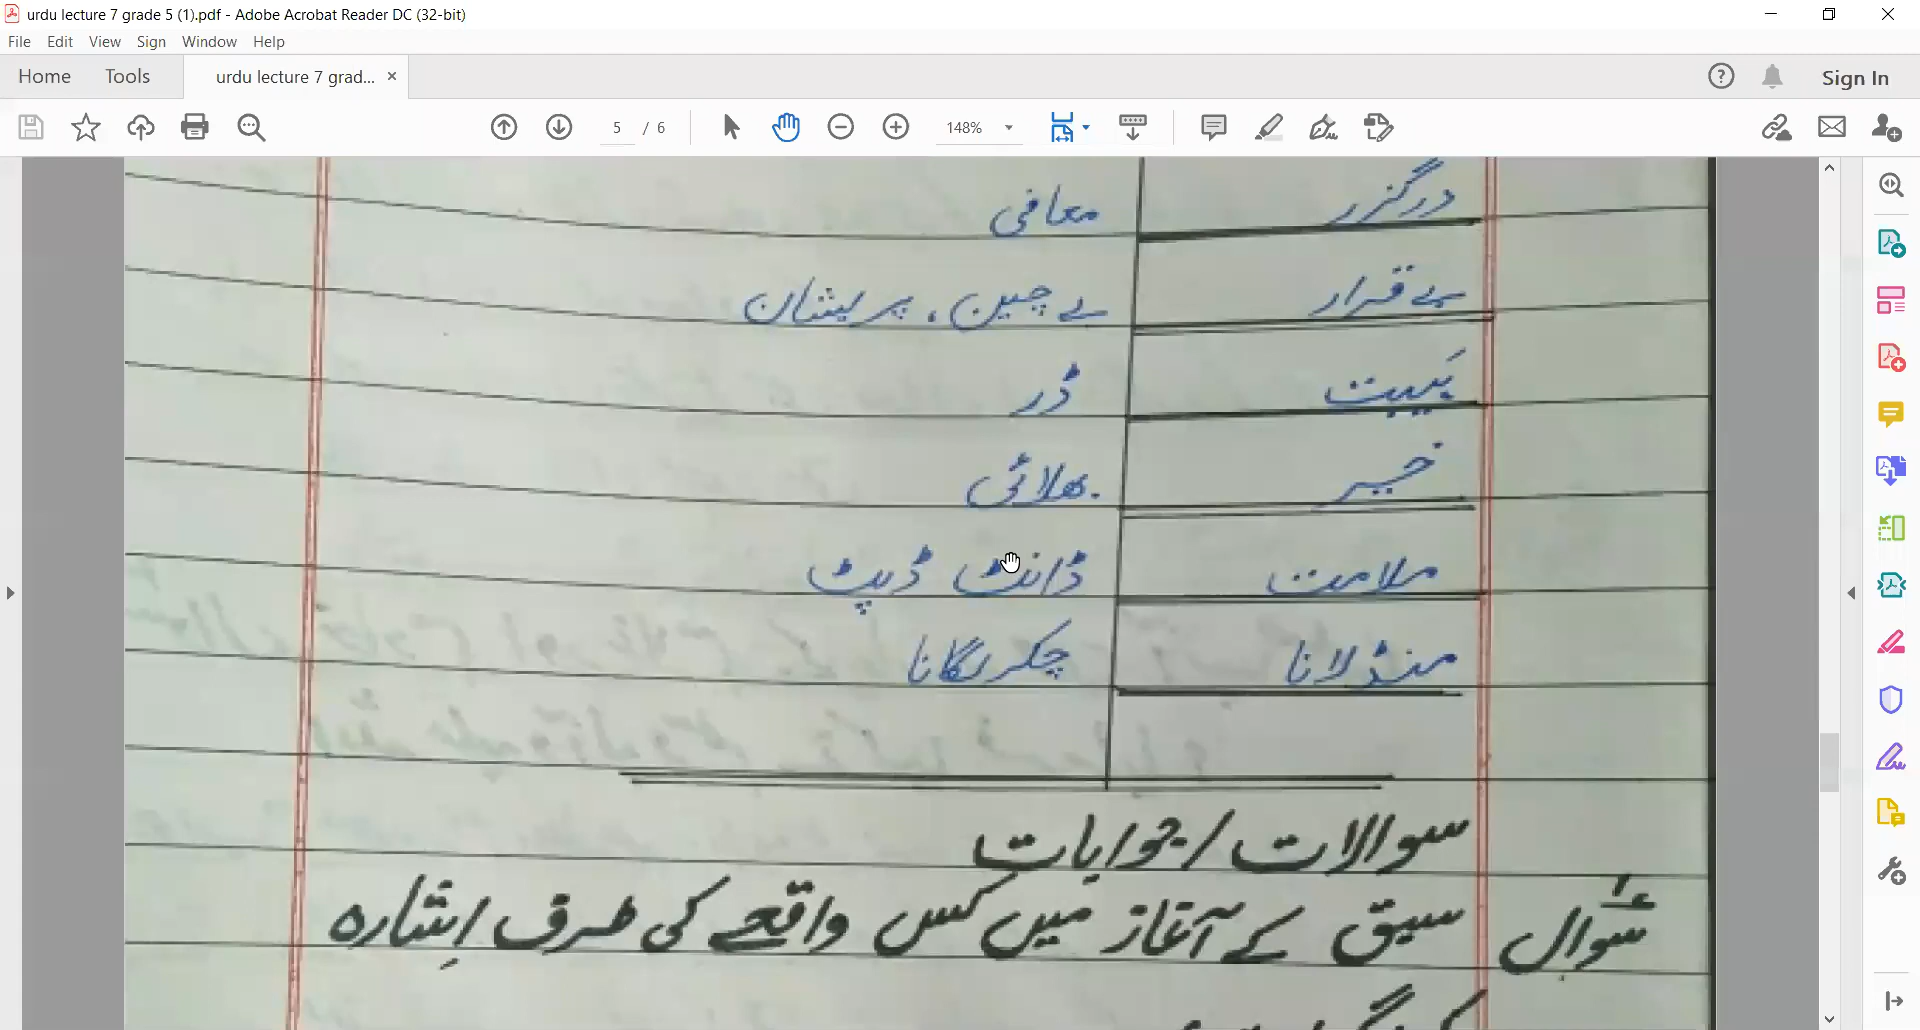 urdu lecture 7 grade 5 (1).pdf - Adobe Acrobat Reader DC (32-bit)
File Edit View Sign Window Help
Home Tools urdu lecture 7 grad... × Sign In
5 / 6 148%
درگزر معافی
بے قرار بے چین، پریشان
ہَیبت ڈر
خیر بھلائی
ملامت ڈانٹ ڈپٹ
منڈلانا چکر لگانا
سوالات / جوابات
سوال ۱ سبق کے آغاز میں کس واقعے کی طرف اِشارہ